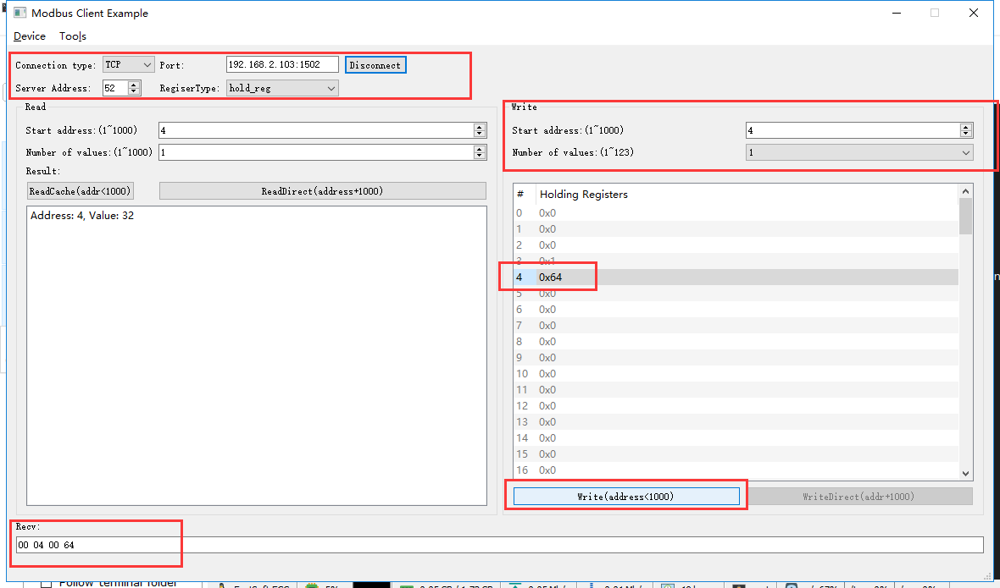 Modbus Client Example
Device Tools
Connection type: TCP Port: 192.168.2.103:1502 Disconnect
Server Address: 52 RegiserType: hold_reg
Read
Start address:(1~1000) 4
Number of values:(1~1000) 1
Result:
ReadCache(addr<1000) ReadDirect(address+1000)
Address: 4, Value: 32
Write
Start address:(1~1000) 4
Number of values:(1~123) 1
# Holding Registers
0 0x0
1 0x0
2 0x0
3 0x1
4 0x64
5 0x0
6 0x0
7 0x0
8 0x0
9 0x0
10 0x0
11 0x0
12 0x0
13 0x0
14 0x0
15 0x0
16 0x0
Write(address<1000) WriteDirect(addr+1000)
Recv:
00 04 00 64
Follow terminal folder